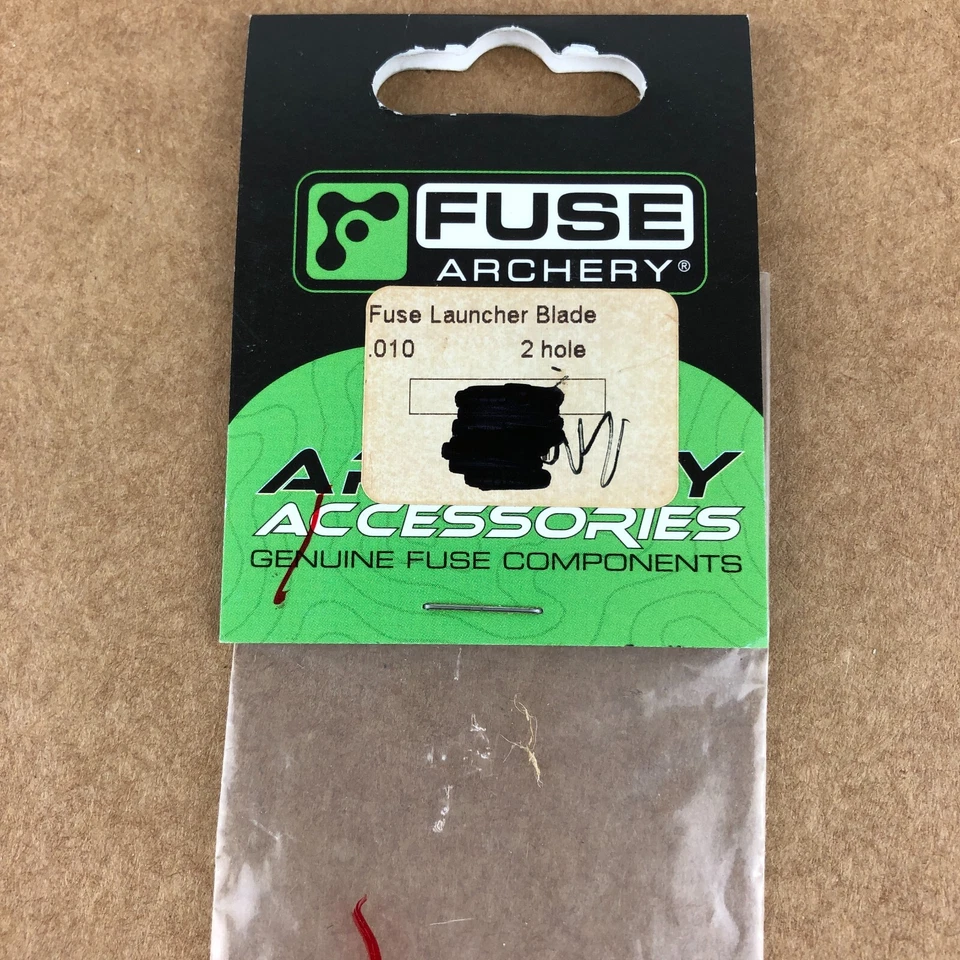 FUSE
ARCHERY®
Fuse Launcher Blade
.010 2 hole
ACCESSORIES
GENUINE FUSE COMPONENTS